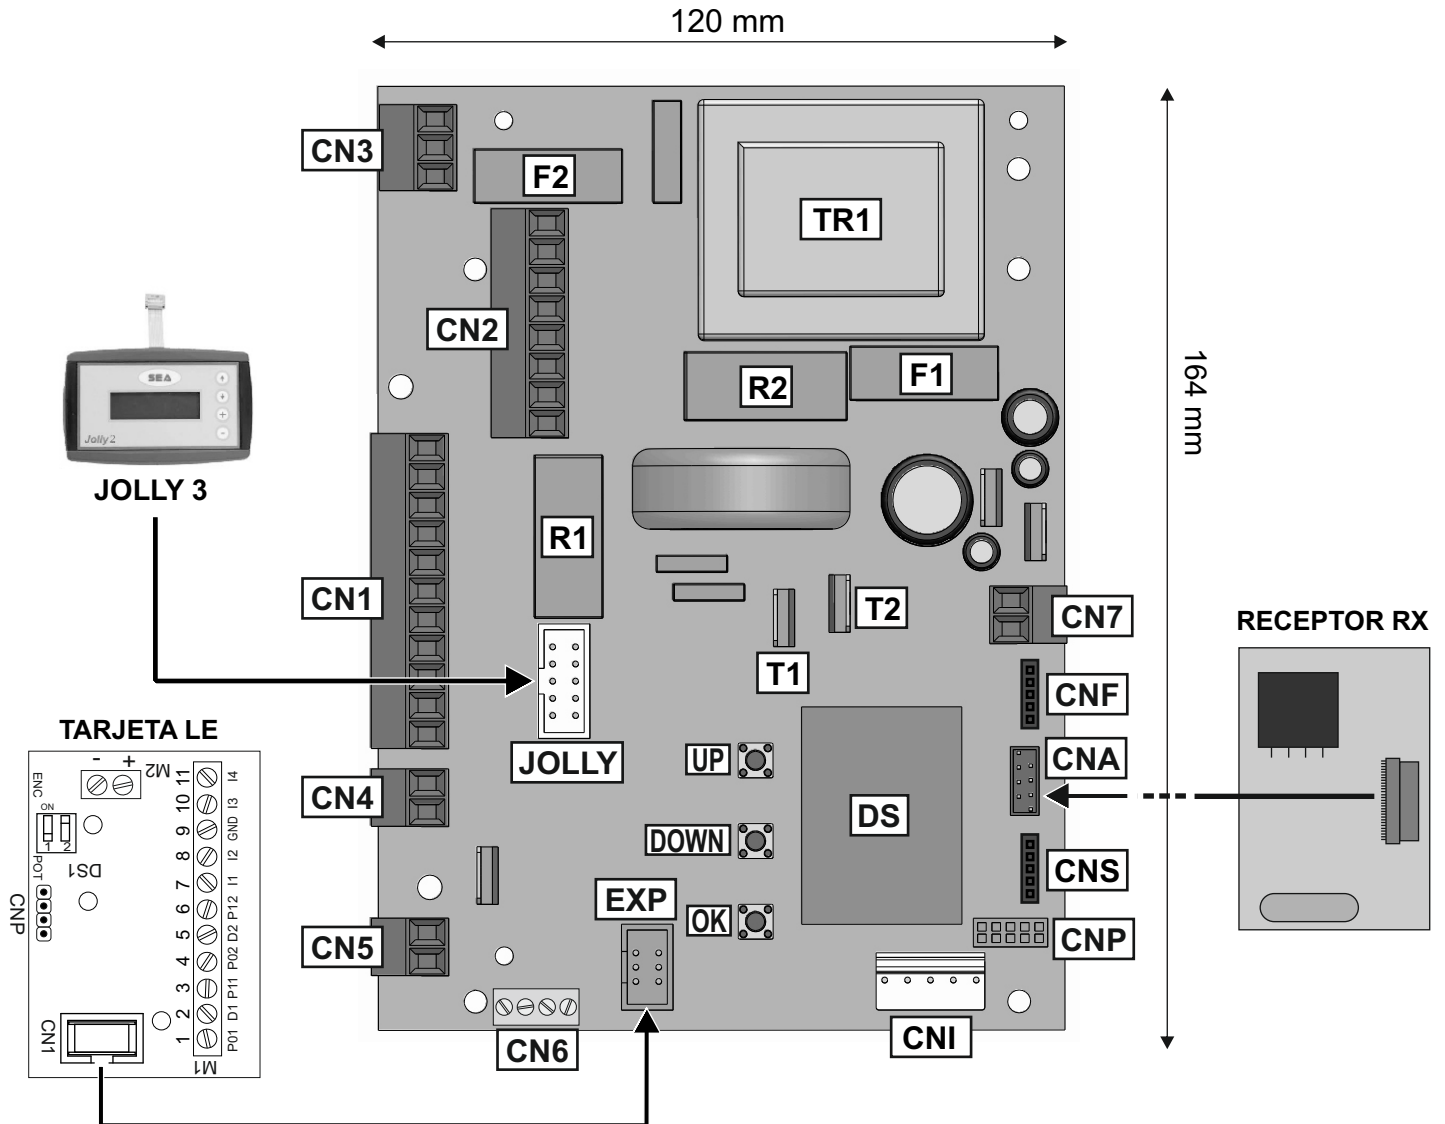 120 mm
164 mm
CN3
F2
TR1
CN2
R2
F1
SEA
Jolly 2
JOLLY 3
R1
CN1
T2
CN7
T1
RECEPTOR RX
CNF
TARJETA LE
JOLLY
UP
CNA
CN4
DS
DOWN
CNS
EXP
OK
CNP
CN5
CN6
CNI
- +
M2
ENC
ON
1 2
DS1
POT
CNP
CN1
11 I4
10 I3
9 GND
8 I2
7 I1
6 P12
5 D2
4 P02
3 P11
2 D1
1 P01
M1